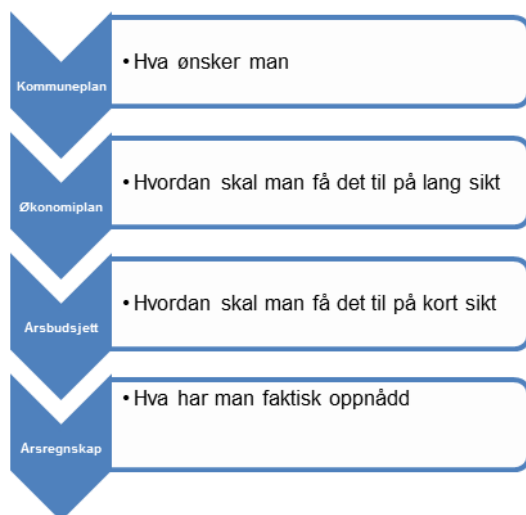 • Hva ønsker man
Kommuneplan
• Hvordan skal man få det til på lang sikt
Økonomiplan
• Hvordan skal man få det til på kort sikt
Årsbudsjett
• Hva har man faktisk oppnådd
Årsregnskap